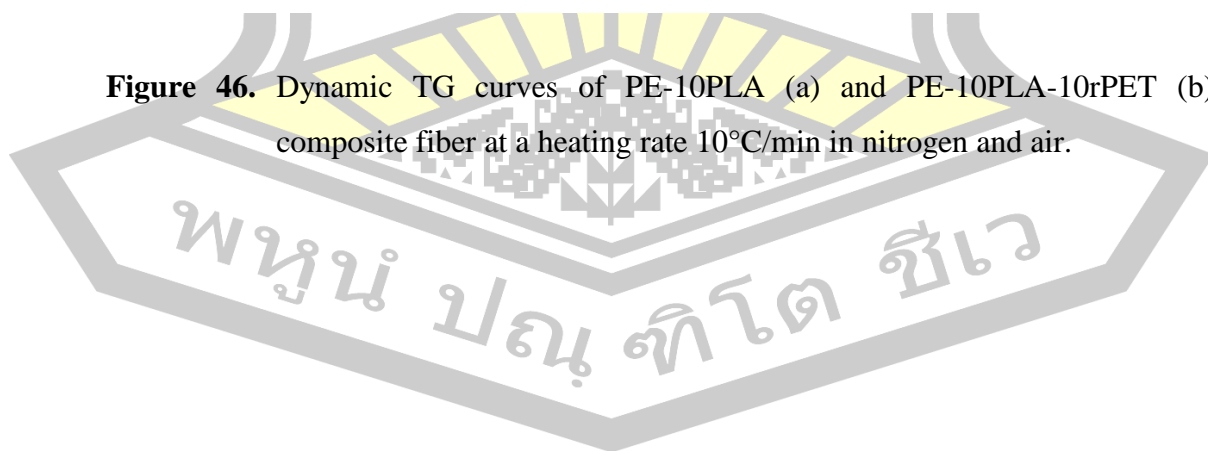 Figure 46. Dynamic TG curves of PE-10PLA (a) and PE-10PLA-10rPET (b)
composite fiber at a heating rate 10°C/min in nitrogen and air.
พหุน ปณฺ ฑิโต ชีเว